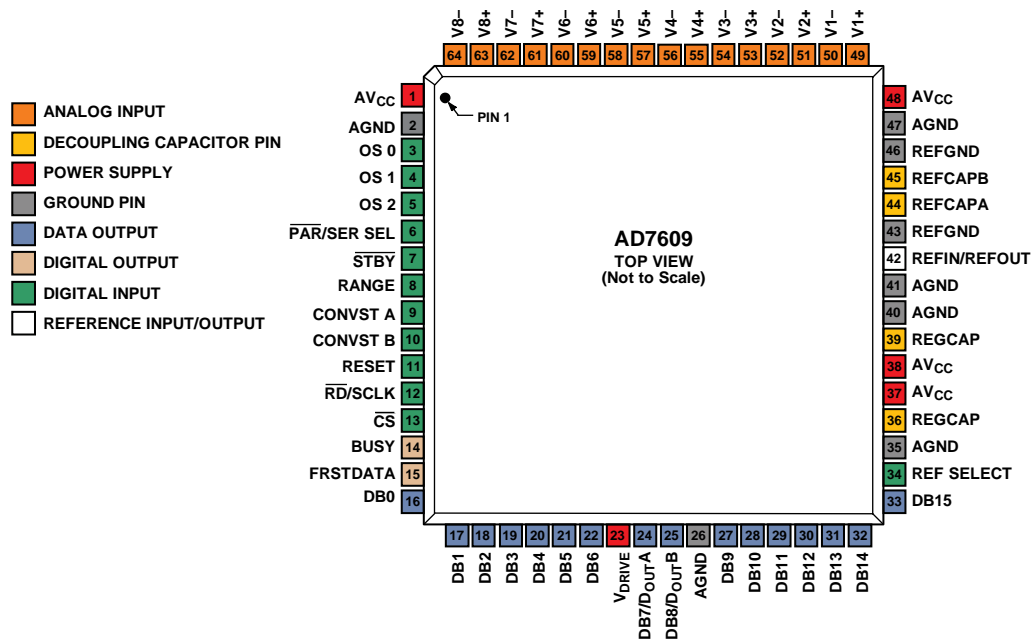 V8−
V8+
V7−
V7+
V6−
V6+
V5−
V5+
V4−
V4+
V3−
V3+
V2−
V2+
V1−
V1+
64 63 62 61 60 59 58 57 56 55 54 53 52 51 50 49
ANALOG INPUT
DECOUPLING CAPACITOR PIN
POWER SUPPLY
GROUND PIN
DATA OUTPUT
DIGITAL OUTPUT
DIGITAL INPUT
REFERENCE INPUT/OUTPUT
AVCC 1
AGND 2
OS 0 3
OS 1 4
OS 2 5
PAR/SER SEL 6
STBY 7
RANGE 8
CONVST A 9
CONVST B 10
RESET 11
RD/SCLK 12
CS 13
BUSY 14
FRSTDATA 15
DB0 16
PIN 1
AD7609
TOP VIEW
(Not to Scale)
48 AVCC
47 AGND
46 REFGND
45 REFCAPB
44 REFCAPA
43 REFGND
42 REFIN/REFOUT
41 AGND
40 AGND
39 REGCAP
38 AVCC
37 AVCC
36 REGCAP
35 AGND
34 REF SELECT
33 DB15
17 18 19 20 21 22 23 24 25 26 27 28 29 30 31 32
DB1
DB2
DB3
DB4
DB5
DB6
VDRIVE
DB7/DOUTA
DB8/DOUTB
AGND
DB9
DB10
DB11
DB12
DB13
DB14